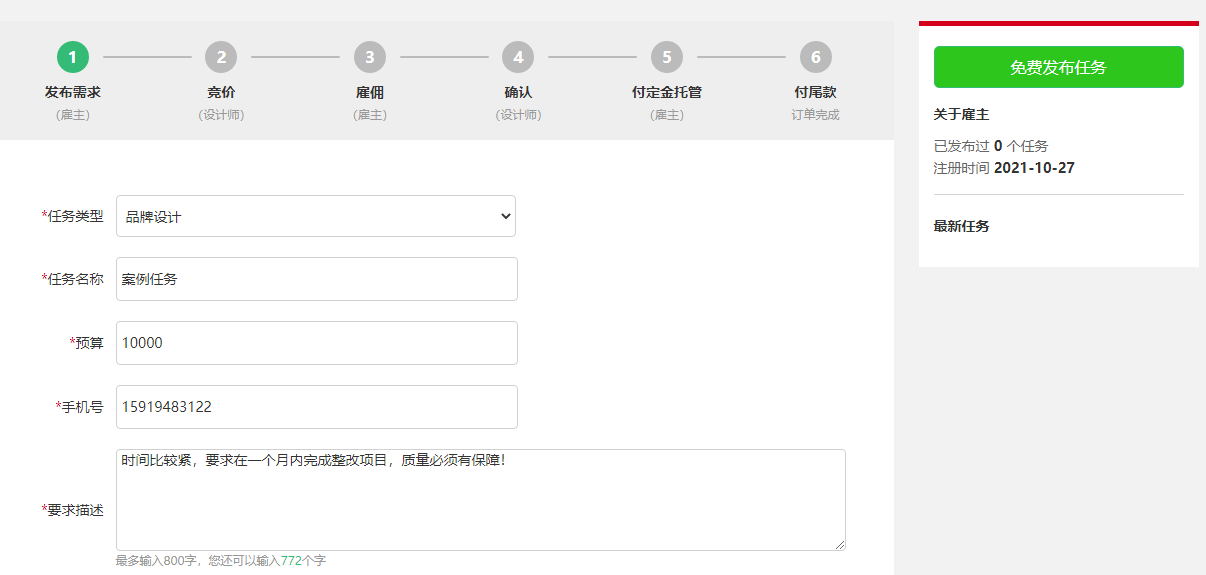 1 2 3 4 5 6
发布需求 竞价 雇佣 确认 付定金托管 付尾款
(雇主) (设计师) (雇主) (设计师) (雇主) 订单完成
*任务类型 品牌设计
*任务名称 案例任务
*预算 10000
*手机号 15919483122
*要求描述 时间比较紧，要求在一个月内完成整改项目，质量必须有保障！
最多输入800字，您还可以输入772个字
免费发布任务
关于雇主
已发布过 0 个任务
注册时间 2021-10-27
最新任务